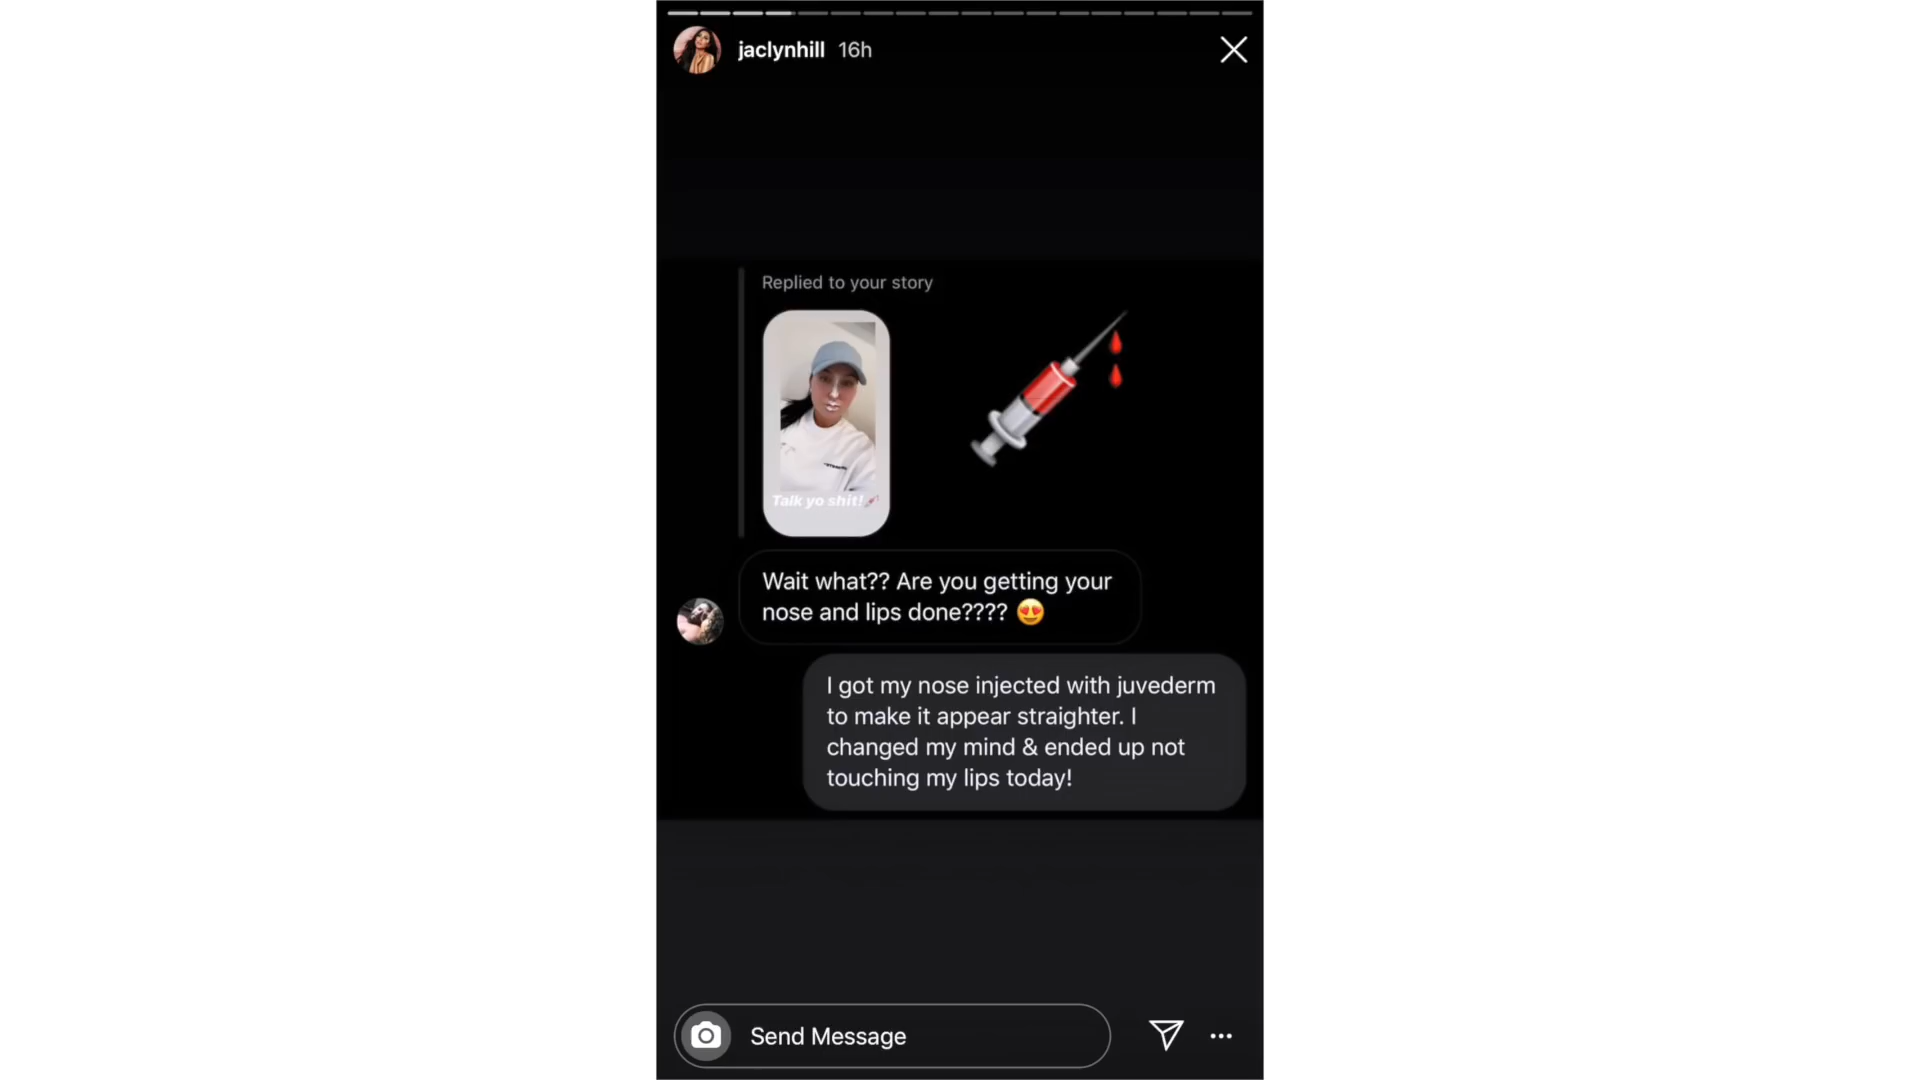 jaclynhill 16h
Replied to your story
Talk yo shit!
Wait what?? Are you getting your
nose and lips done???? 😍
I got my nose injected with juvederm
to make it appear straighter. I
changed my mind & ended up not
touching my lips today!
Send Message